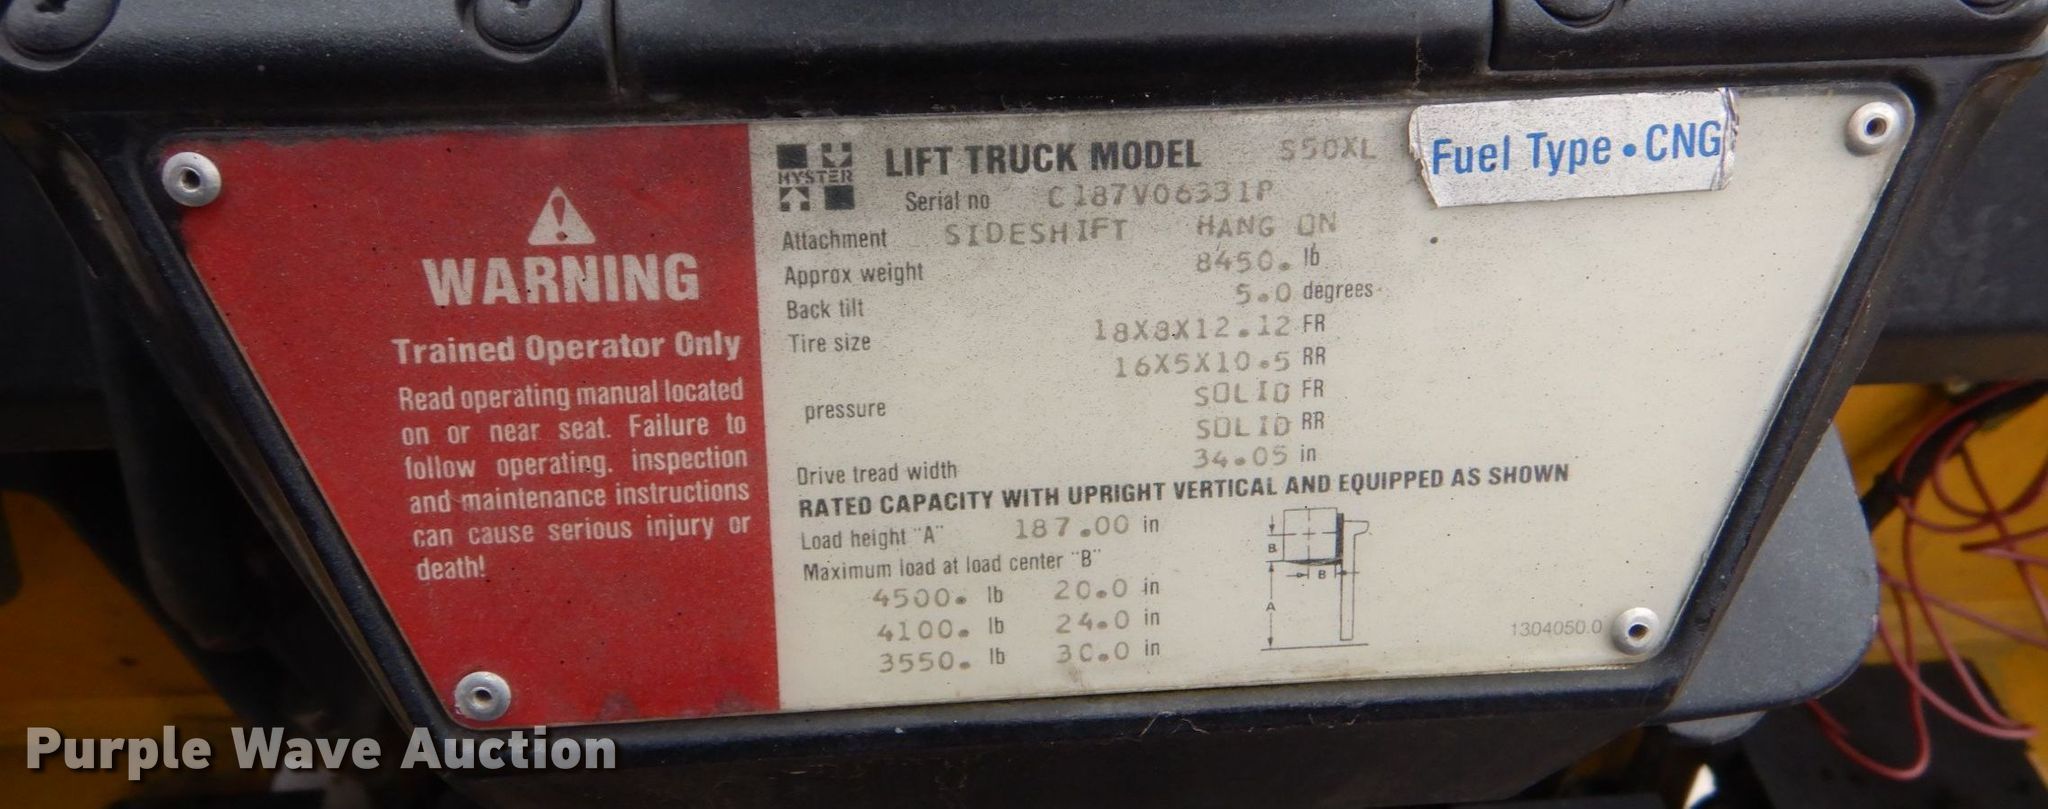 WARNING
Trained Operator Only
Read operating manual located
on or near seat. Failure to
follow operating, inspection
and maintenance instructions
can cause serious injury or
death!
HYSTER
LIFT TRUCK MODEL S50XL
Fuel Type • CNG
Serial no C187V06331P
Attachment SIDESHIFT HANG ON
Approx weight 8450. lb
Back tilt 5.0 degrees
Tire size 18X8X12.12 FR
16X5X10.5 RR
pressure SOLID FR
SOLID RR
Drive tread width 34.05 in
RATED CAPACITY WITH UPRIGHT VERTICAL AND EQUIPPED AS SHOWN
Load height "A" 187.00 in
Maximum load at load center "B"
4500. lb 20.0 in
4100. lb 24.0 in
3550. lb 30.0 in
B
B
A
1304050.0
Purple Wave Auction